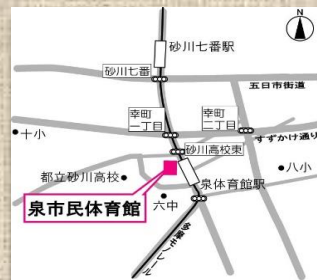 N
砂川七番駅
砂川七番
五日市街道
幸町
二丁目
幸町
二丁目
すずかけ通り
十小
砂川高校東
八小
都立砂川高校
泉体育館駅
泉市民体育館
六中
多摩モノレール